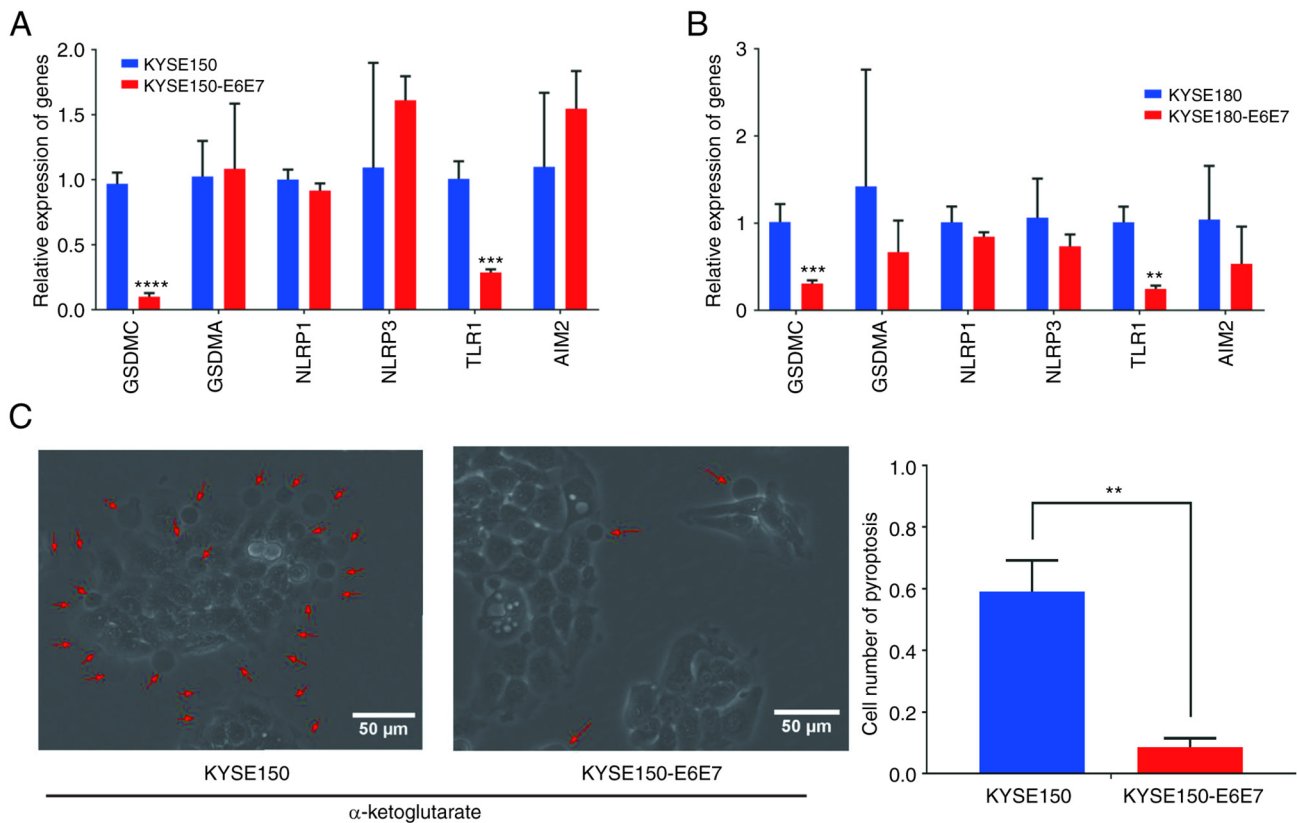 A
Relative expression of genes
2.0
1.5
1.0
0.5
0.0
KYSE150
KYSE150-E6E7
****
***
GSDMC
GSDMA
NLRP1
NLRP3
TLR1
AIM2
B
Relative expression of genes
3
2
1
0
KYSE180
KYSE180-E6E7
***
**
GSDMC
GSDMA
NLRP1
NLRP3
TLR1
AIM2
C
50 µm
KYSE150
50 µm
KYSE150-E6E7
α-ketoglutarate
Cell number of pyroptosis
1.0
0.8
0.6
0.4
0.2
0.0
**
KYSE150
KYSE150-E6E7